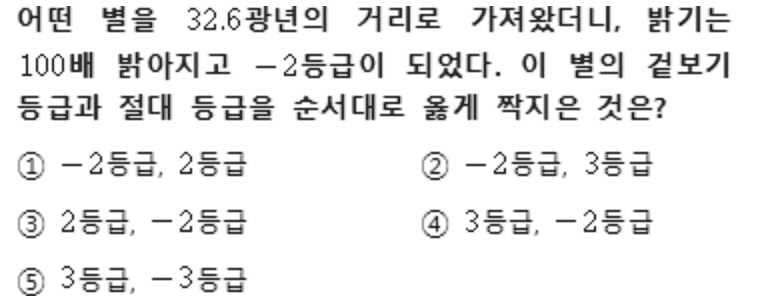 어떤 별을 32.6광년의 거리로 가져왔더니, 밝기는
100배 밝아지고 −2등급이 되었다. 이 별의 겉보기
등급과 절대 등급을 순서대로 옳게 짝지은 것은?
① −2등급, 2등급 ② −2등급, 3등급
③ 2등급, −2등급 ④ 3등급, −2등급
⑤ 3등급, −3등급